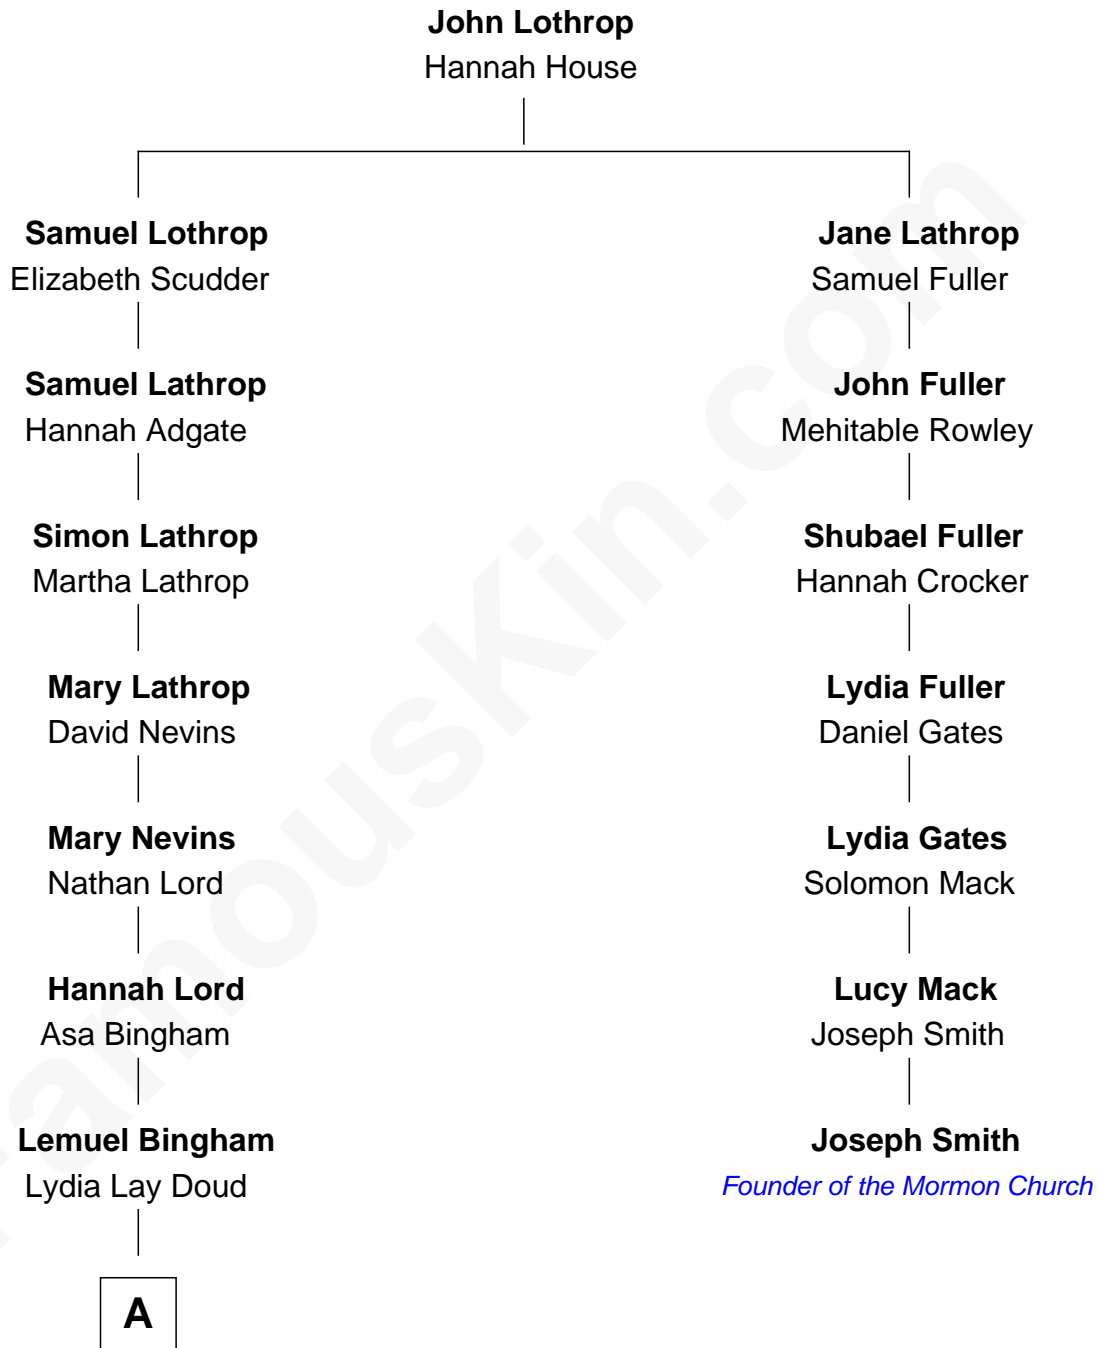 John Lothrop
Hannah House
Samuel Lothrop
Elizabeth Scudder
Jane Lathrop
Samuel Fuller
Samuel Lathrop
Hannah Adgate
John Fuller
Mehitable Rowley
Simon Lathrop
Martha Lathrop
Shubael Fuller
Hannah Crocker
Mary Lathrop
David Nevins
Lydia Fuller
Daniel Gates
Mary Nevins
Nathan Lord
Lydia Gates
Solomon Mack
Hannah Lord
Asa Bingham
Lucy Mack
Joseph Smith
Lemuel Bingham
Lydia Lay Doud
Joseph Smith
Founder of the Mormon Church
A
FamousKin.com